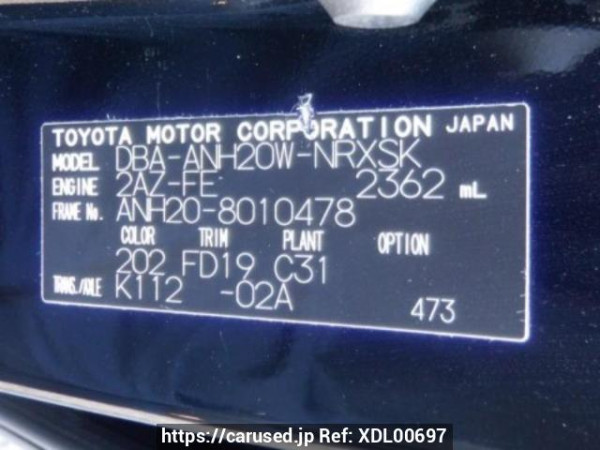 TOYOTA MOTOR CORPORATION JAPAN
MODEL DBA-ANH20W-NRXSK
ENGINE 2AZ-FE 2362 mL
FRAME No. ANH20-8010478
COLOR TRIM PLANT OPTION
202 FD19 C31
TRANS./AXLE K112 -02A
473
https://carused.jp Ref: XDL00697